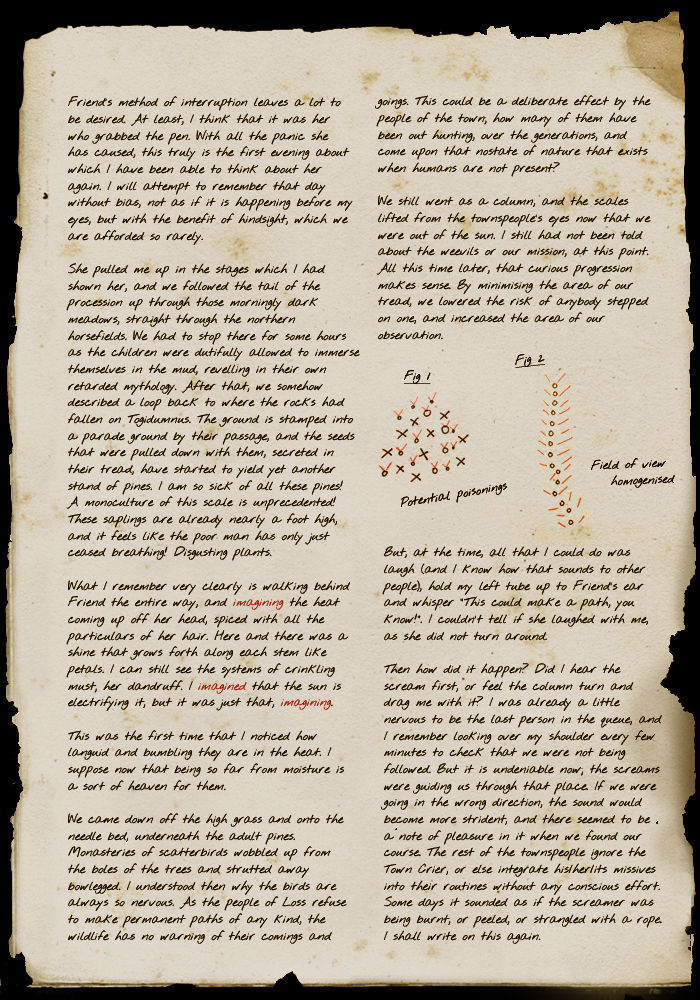 Friend's method of interruption leaves a lot to
be desired. At least, I think that it was her
who grabbed the pen. With all the panic she
has caused, this truly is the first evening about
which I have been able to think about her
again. I will attempt to remember that day
without bias, not as if it is happening before my
eyes, but with the benefit of hindsight, which we
are afforded so rarely.
She pulled me up in the stages which I had
shown her, and we followed the tail of the
procession up through those morningly dark
meadows, straight through the northern
horsefields. We had to stop there for some hours
as the children were dutifully allowed to immerse
themselves in the mud, revelling in their own
retarded mythology. After that, we somehow
described a loop back to where the rocks had
fallen on Togidumnus. The ground is stamped into
a parade ground by their passage, and the seeds
that were pulled down with them, secreted in
their tread, have started to yield yet another
stand of pines. I am so sick of all these pines!
A monoculture of this scale is unprecedented!
These saplings are already nearly a foot high,
and it feels like the poor man has only just
ceased breathing! Disgusting plants.
What I remember very clearly is walking behind
Friend the entire way, and imagining the heat
coming up off her head, spiced with all the
particulars of her hair. Here and there was a
shine that grows forth along each stem like
petals. I can still see the systems of crinkling
must, her dandruff. I imagined that the sun is
electrifying it, but it was just that, imagining.
This was the first time that I noticed how
languid and bumbling they are in the heat. I
suppose now that being so far from moisture is
a sort of heaven for them.
We came down off the high grass and onto the
needle bed, underneath the adult pines.
Monasteries of scatterbirds wobbled up from
the boles of the trees and strutted away
bowlegged. I understood then why the birds are
always so nervous. As the people of Loss refuse
to make permanent paths of any kind, the
wildlife has no warning of their comings and
goings. This could be a deliberate effect by the
people of the town, how many of them have
been out hunting, over the generations, and
come upon that nostate of nature that exists
when humans are not present?
We still went as a column, and the scales
lifted from the townspeople's eyes now that we
were out of the sun. I still had not been told
about the weevils or our mission, at this point.
All this time later, that curious progression
makes sense. By minimising the area of our
tread, we lowered the risk of anybody stepped
on one, and increased the area of our
observation.
Fig 1
Fig 2
Potential poisonings
Field of view
homogenised
But, at the time, all that I could do was
laugh (and I know how that sounds to other
people), hold my left tube up to Friend's ear
and whisper "This could make a path, you
know!". I couldn't tell if she laughed with me,
as she did not turn around.
Then how did it happen? Did I hear the
scream first, or feel the column turn and
drag me with it? I was already a little
nervous to be the last person in the queue, and
I remember looking over my shoulder every few
minutes to check that we were not being
followed. But it is undeniable now, the screams
were guiding us through that place. If we were
going in the wrong direction, the sound would
become more strident, and there seemed to be
a note of pleasure in it when we found our
course. The rest of the townspeople ignore the
Town Crier, or else integrate his/her/its missives
into their routines without any conscious effort.
Some days it sounded as if the screamer was
being burnt, or peeled, or strangled with a rope.
I shall write on this again.